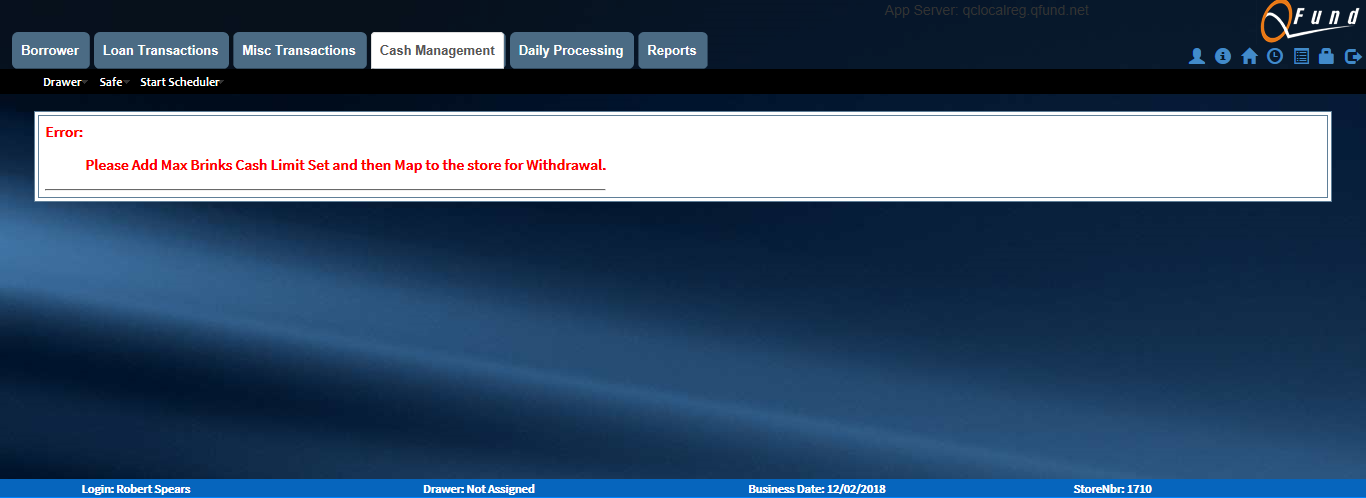 App Server: qclocalreg.qfund.net
QFund
Borrower Loan Transactions Misc Transactions Cash Management Daily Processing Reports
Drawer Safe Start Scheduler
Error:
Please Add Max Brinks Cash Limit Set and then Map to the store for Withdrawal.
Login: Robert Spears Drawer: Not Assigned Business Date: 12/02/2018 StoreNbr: 1710